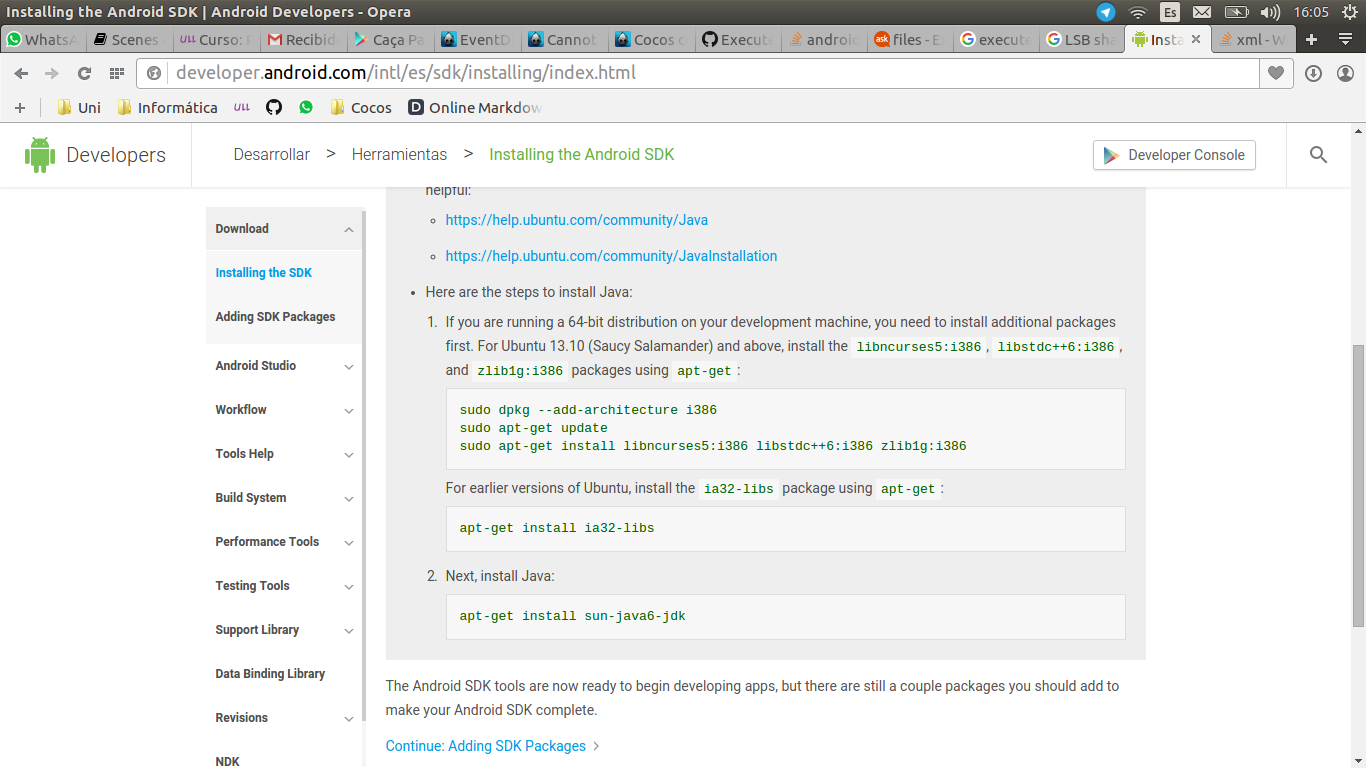 Installing the Android SDK | Android Developers - Opera
Es
16:05
WhatsA
Scenes
ULL Curso: P
Recibid
Caça Pa
EventD
Cannot
Cocos c
Execute
android
ask files - E
execute
LSB sha
Insta
xml - W
developer.android.com/intl/es/sdk/installing/index.html
Uni
Informática
ULL
Cocos
D Online Markdow
Developers
Desarrollar > Herramientas > Installing the Android SDK
Developer Console
Download
Installing the SDK
Adding SDK Packages
Android Studio
Workflow
Tools Help
Build System
Performance Tools
Testing Tools
Support Library
Data Binding Library
Revisions
NDK
helpful:
https://help.ubuntu.com/community/Java
https://help.ubuntu.com/community/JavaInstallation
• Here are the steps to install Java:
1. If you are running a 64-bit distribution on your development machine, you need to install additional packages
first. For Ubuntu 13.10 (Saucy Salamander) and above, install the libncurses5:i386, libstdc++6:i386,
and zlib1g:i386 packages using apt-get:
sudo dpkg --add-architecture i386
sudo apt-get update
sudo apt-get install libncurses5:i386 libstdc++6:i386 zlib1g:i386
For earlier versions of Ubuntu, install the ia32-libs package using apt-get:
apt-get install ia32-libs
2. Next, install Java:
apt-get install sun-java6-jdk
The Android SDK tools are now ready to begin developing apps, but there are still a couple packages you should add to
make your Android SDK complete.
Continue: Adding SDK Packages >